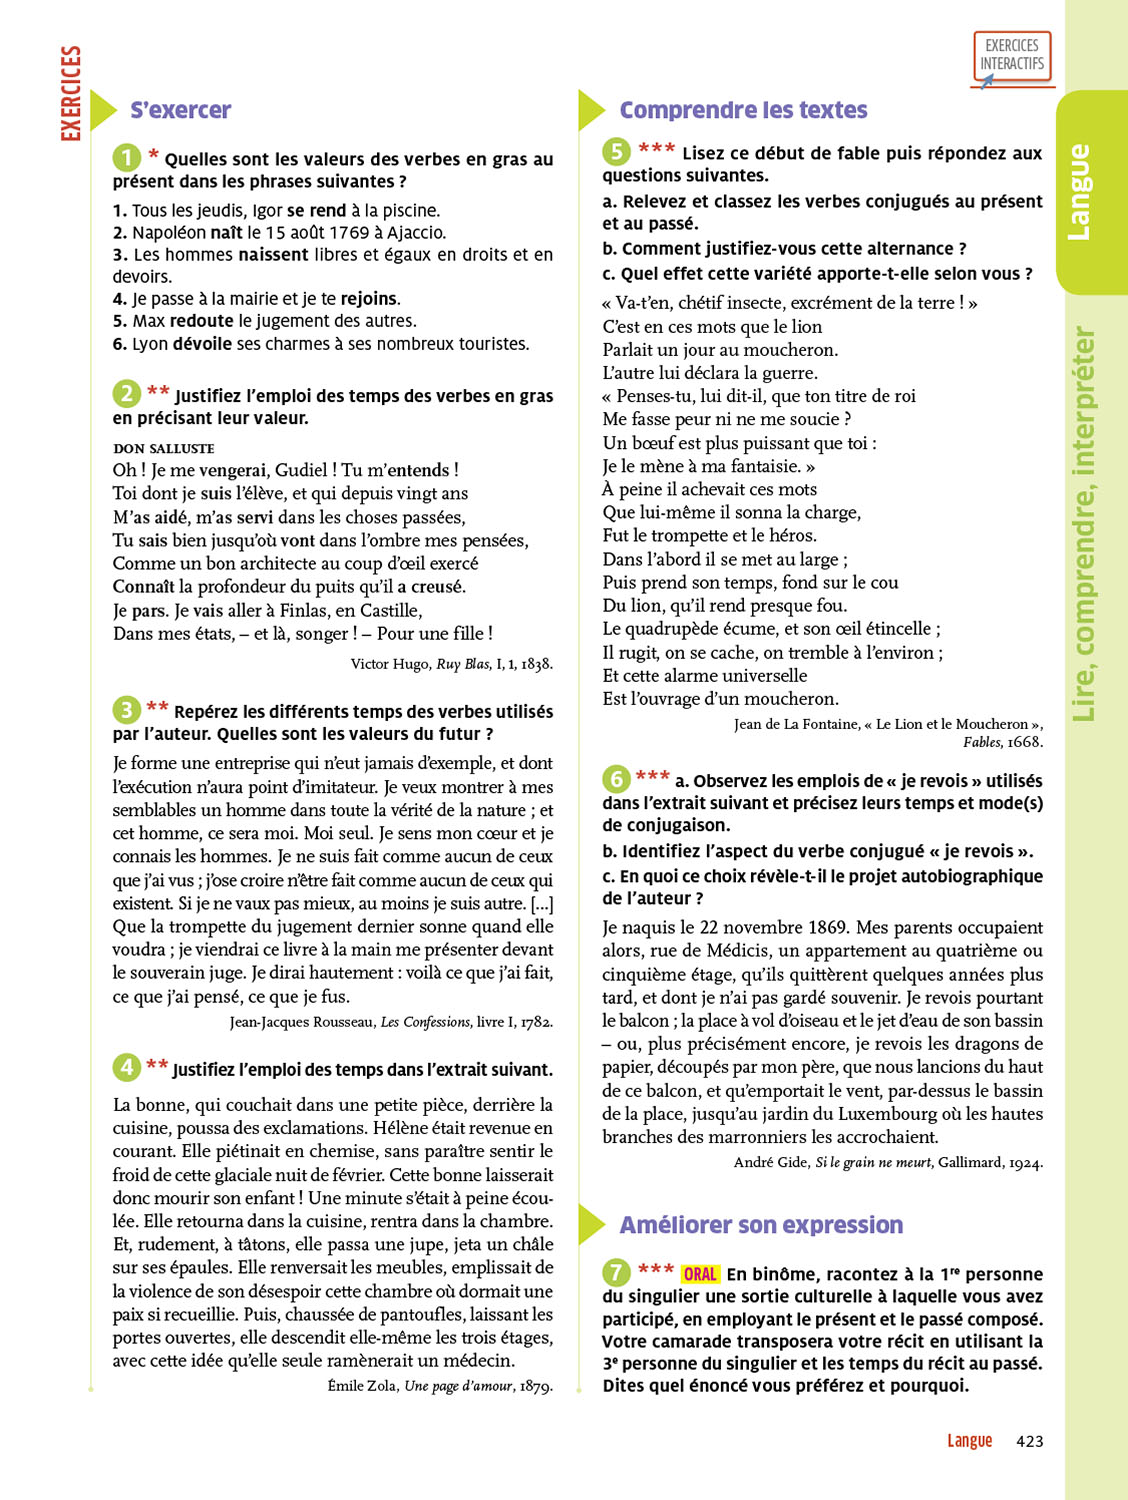 EXERCICES
EXERCICES
INTERACTIFS
S'exercer
1 * Quelles sont les valeurs des verbes en gras au
présent dans les phrases suivantes ?
1. Tous les jeudis, Igor se rend à la piscine.
2. Napoléon naît le 15 août 1769 à Ajaccio.
3. Les hommes naissent libres et égaux en droits et en
devoirs.
4. Je passe à la mairie et je te rejoins.
5. Max redoute le jugement des autres.
6. Lyon dévoile ses charmes à ses nombreux touristes.
2 ** Justifiez l'emploi des temps des verbes en gras
en précisant leur valeur.
DON SALLUSTE
Oh ! Je me vengerai, Gudiel ! Tu m'entends !
Toi dont je suis l'élève, et qui depuis vingt ans
M'as aidé, m'as servi dans les choses passées,
Tu sais bien jusqu'où vont dans l'ombre mes pensées,
Comme un bon architecte au coup d'œil exercé
Connaît la profondeur du puits qu'il a creusé.
Je pars. Je vais aller à Finlas, en Castille,
Dans mes états, – et là, songer ! – Pour une fille !
Victor Hugo, Ruy Blas, I, 1, 1838.
3 ** Repérez les différents temps des verbes utilisés
par l'auteur. Quelles sont les valeurs du futur ?
Je forme une entreprise qui n'eut jamais d'exemple, et dont
l'exécution n'aura point d'imitateur. Je veux montrer à mes
semblables un homme dans toute la vérité de la nature ; et
cet homme, ce sera moi. Moi seul. Je sens mon cœur et je
connais les hommes. Je ne suis fait comme aucun de ceux
que j'ai vus ; j'ose croire n'être fait comme aucun de ceux qui
existent. Si je ne vaux pas mieux, au moins je suis autre. [...]
Que la trompette du jugement dernier sonne quand elle
voudra ; je viendrai ce livre à la main me présenter devant
le souverain juge. Je dirai hautement : voilà ce que j'ai fait,
ce que j'ai pensé, ce que je fus.
Jean-Jacques Rousseau, Les Confessions, livre I, 1782.
4 ** Justifiez l'emploi des temps dans l'extrait suivant.
La bonne, qui couchait dans une petite pièce, derrière la
cuisine, poussa des exclamations. Hélène était revenue en
courant. Elle piétinait en chemise, sans paraître sentir le
froid de cette glaciale nuit de février. Cette bonne laisserait
donc mourir son enfant ! Une minute s'était à peine écou-
lée. Elle retourna dans la cuisine, rentra dans la chambre.
Et, rudement, à tâtons, elle passa une jupe, jeta un châle
sur ses épaules. Elle renversait les meubles, emplissait de
la violence de son désespoir cette chambre où dormait une
paix si recueillie. Puis, chaussée de pantoufles, laissant les
portes ouvertes, elle descendit elle-même les trois étages,
avec cette idée qu'elle seule ramènerait un médecin.
Émile Zola, Une page d'amour, 1879.
Comprendre les textes
5 *** Lisez ce début de fable puis répondez aux
questions suivantes.
a. Relevez et classez les verbes conjugués au présent
et au passé.
b. Comment justifiez-vous cette alternance ?
c. Quel effet cette variété apporte-t-elle selon vous ?
« Va-t'en, chétif insecte, excrément de la terre ! »
C'est en ces mots que le lion
Parlait un jour au moucheron.
L'autre lui déclara la guerre.
« Penses-tu, lui dit-il, que ton titre de roi
Me fasse peur ni ne me soucie ?
Un bœuf est plus puissant que toi :
Je le mène à ma fantaisie. »
À peine il achevait ces mots
Que lui-même il sonna la charge,
Fut le trompette et le héros.
Dans l'abord il se met au large ;
Puis prend son temps, fond sur le cou
Du lion, qu'il rend presque fou.
Le quadrupède écume, et son œil étincelle ;
Il rugit, on se cache, on tremble à l'environ ;
Et cette alarme universelle
Est l'ouvrage d'un moucheron.
Jean de La Fontaine, « Le Lion et le Moucheron »,
Fables, 1668.
6 *** a. Observez les emplois de « je revois » utilisés
dans l'extrait suivant et précisez leurs temps et mode(s)
de conjugaison.
b. Identifiez l'aspect du verbe conjugué « je revois ».
c. En quoi ce choix révèle-t-il le projet autobiographique
de l'auteur ?
Je naquis le 22 novembre 1869. Mes parents occupaient
alors, rue de Médicis, un appartement au quatrième ou
cinquième étage, qu'ils quittèrent quelques années plus
tard, et dont je n'ai pas gardé souvenir. Je revois pourtant
le balcon ; la place à vol d'oiseau et le jet d'eau de son bassin
– ou, plus précisément encore, je revois les dragons de
papier, découpés par mon père, que nous lancions du haut
de ce balcon, et qu'emportait le vent, par-dessus le bassin
de la place, jusqu'au jardin du Luxembourg où les hautes
branches des marronniers les accrochaient.
André Gide, Si le grain ne meurt, Gallimard, 1924.
Améliorer son expression
7 *** ORAL En binôme, racontez à la 1re personne
du singulier une sortie culturelle à laquelle vous avez
participé, en employant le présent et le passé composé.
Votre camarade transposera votre récit en utilisant la
3e personne du singulier et les temps du récit au passé.
Dites quel énoncé vous préférez et pourquoi.
Langue
Lire, comprendre, interpréter
Langue 423